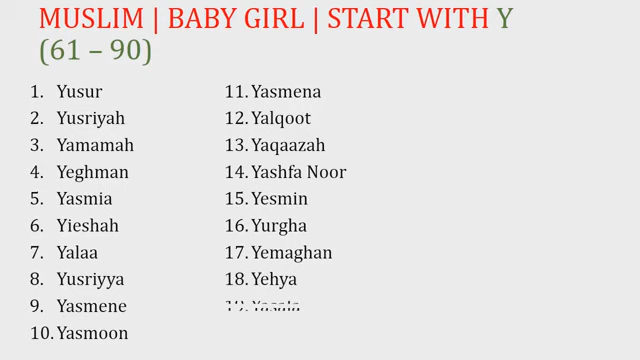 MUSLIM | BABY GIRL | START WITH Y
(61 – 90)
1. Yusur
2. Yusriyah
3. Yamamah
4. Yeghman
5. Yasmia
6. Yieshah
7. Yalaa
8. Yusriyya
9. Yasmene
10. Yasmoon
11. Yasmena
12. Yalqoot
13. Yaqaazah
14. Yashfa Noor
15. Yesmin
16. Yurgha
17. Yemaghan
18. Yehya